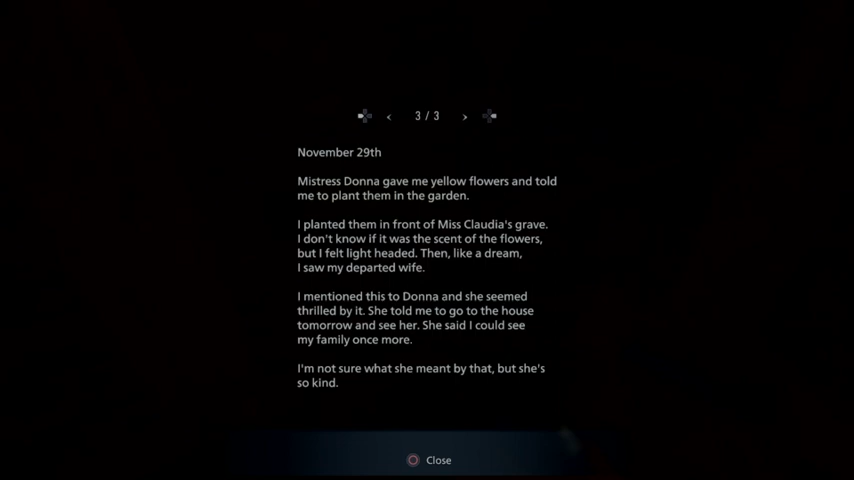 3 / 3
November 29th
Mistress Donna gave me yellow flowers and told
me to plant them in the garden.
I planted them in front of Miss Claudia's grave.
I don't know if it was the scent of the flowers,
but I felt light headed. Then, like a dream,
I saw my departed wife.
I mentioned this to Donna and she seemed
thrilled by it. She told me to go to the house
tomorrow and see her. She said I could see
my family once more.
I'm not sure what she meant by that, but she's
so kind.
Close